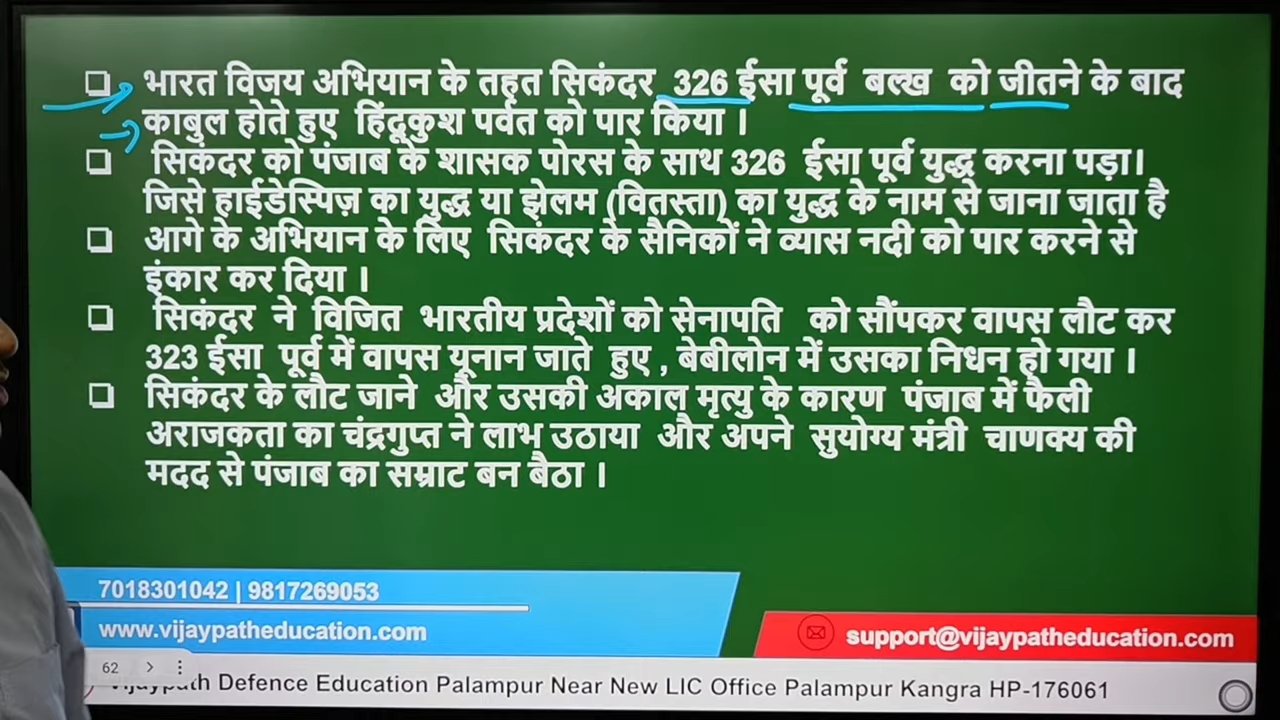 ❑ भारत विजय अभियान के तहत सिकंदर 326 ईसा पूर्व बल्ख को जीतने के बाद
काबुल होते हुए हिंदूकुश पर्वत को पार किया ।
❑ सिकंदर को पंजाब के शासक पोरस के साथ 326 ईसा पूर्व युद्ध करना पड़ा।
जिसे हाईडेस्पिज़ का युद्ध या झेलम (वितस्ता) का युद्ध के नाम से जाना जाता है
❑ आगे के अभियान के लिए सिकंदर के सैनिकों ने व्यास नदी को पार करने से
इंकार कर दिया ।
❑ सिकंदर ने विजित भारतीय प्रदेशों को सेनापति को सौंपकर वापस लौट कर
323 ईसा पूर्व में वापस यूनान जाते हुए , बेबीलोन में उसका निधन हो गया ।
❑ सिकंदर के लौट जाने और उसकी अकाल मृत्यु के कारण पंजाब में फैली
अराजकता का चंद्रगुप्त ने लाभ उठाया और अपने सुयोग्य मंत्री चाणक्य की
मदद से पंजाब का सम्राट बन बैठा ।
7018301042 | 9817269053
www.vijaypatheducation.com
support@vijaypatheducation.com
62 > ⋮
Vijaypath Defence Education Palampur Near New LIC Office Palampur Kangra HP-176061